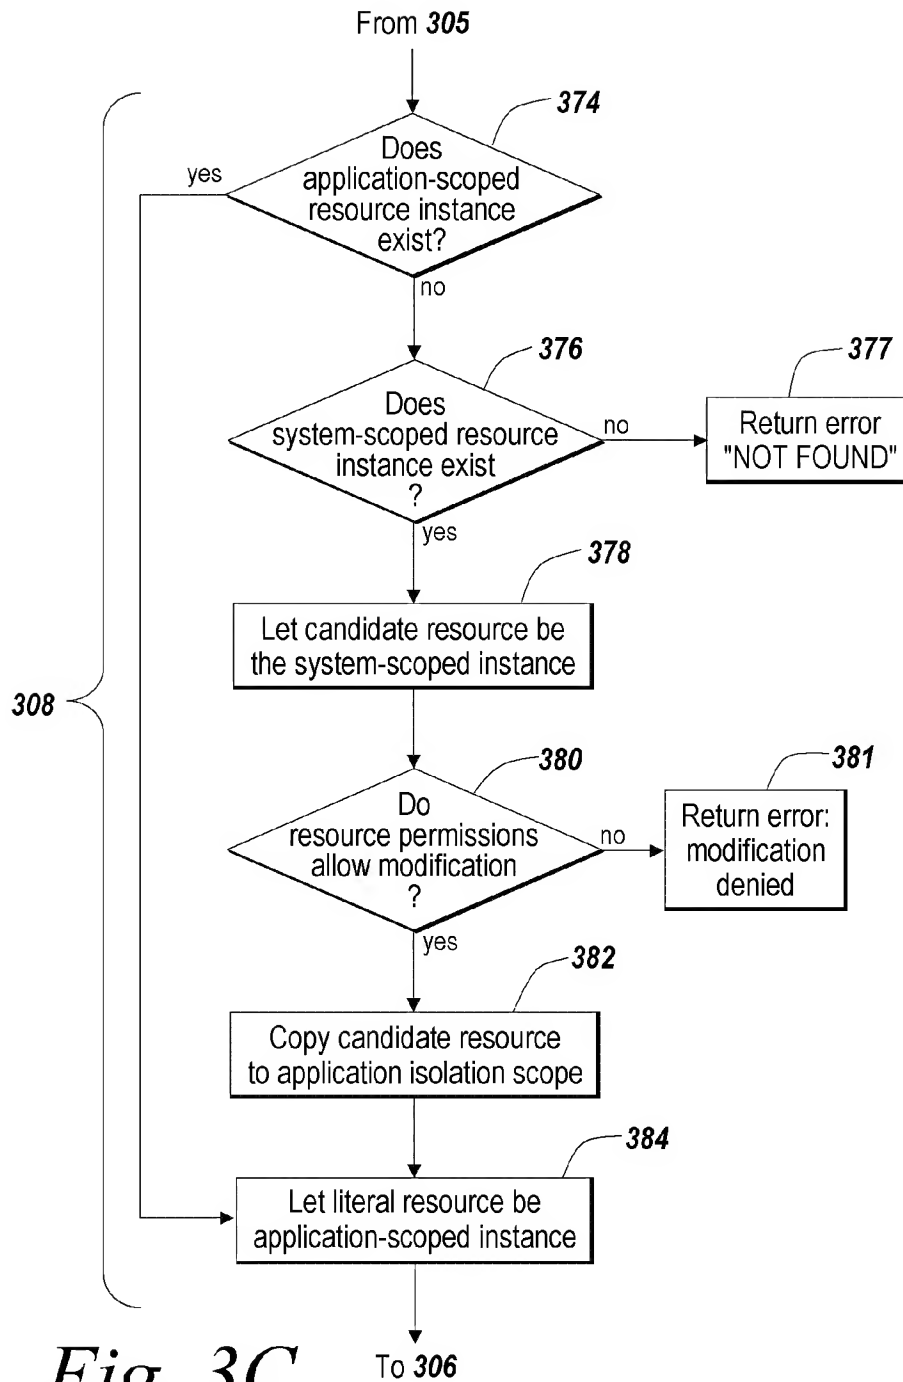 From 305
374
Does
application-scoped
resource instance
exist?
yes
no
376
377
Does
system-scoped resource
instance exist
?
no
Return error
"NOT FOUND"
yes
378
Let candidate resource be
the system-scoped instance
308
380
381
Do
resource permissions
allow modification
?
no
Return error:
modification
denied
yes
382
Copy candidate resource
to application isolation scope
384
Let literal resource be
application-scoped instance
Fig. 3C
To 306